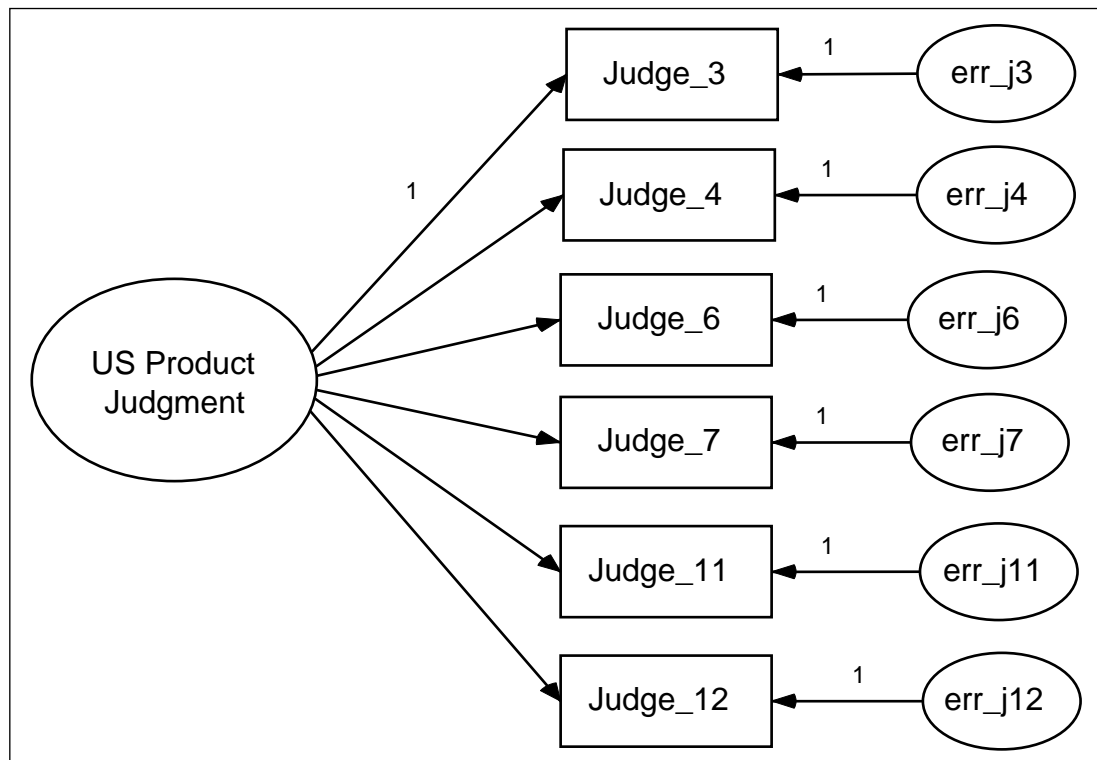 1
Judge_3
1
err_j3
1
Judge_4
1
err_j4
Judge_6
1
err_j6
US Product
Judgment
Judge_7
1
err_j7
Judge_11
1
err_j11
Judge_12
1
err_j12